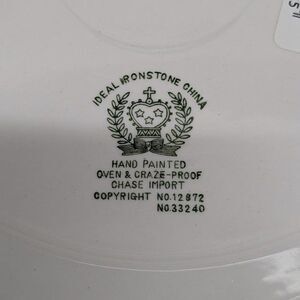 IDEAL IRONSTONE CHINA
HAND PAINTED
OVEN & CRAZE-PROOF
CHASE IMPORT
COPYRIGHT NO.12872
NO.33240